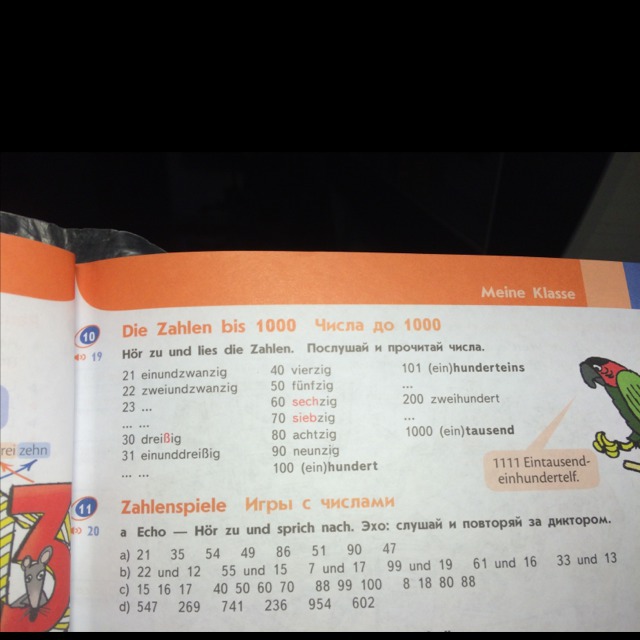 Meine Klasse
10 Die Zahlen bis 1000 Числа до 1000
19 Hör zu und lies die Zahlen. Послушай и прочитай числа.
21 einundzwanzig
22 zweiundzwanzig
23 ...
... ...
30 dreißig
31 einunddreißig
... ...
40 vierzig
50 fünfzig
60 sechzig
70 siebzig
80 achtzig
90 neunzig
100 (ein)hundert
101 (ein)hunderteins
...
200 zweihundert
...
1000 (ein)tausend
1111 Eintausend-
einhundertelf.
zehn
3
11 Zahlenspiele Игры с числами
20 a Echo — Hör zu und sprich nach. Эхо: слушай и повторяй за диктором.
a) 21 35 54 49 86 51 90 47
b) 22 und 12 55 und 15 7 und 17 99 und 19 61 und 16 33 und 13
c) 15 16 17 40 50 60 70 88 99 100 8 18 80 88
d) 547 269 741 236 954 602